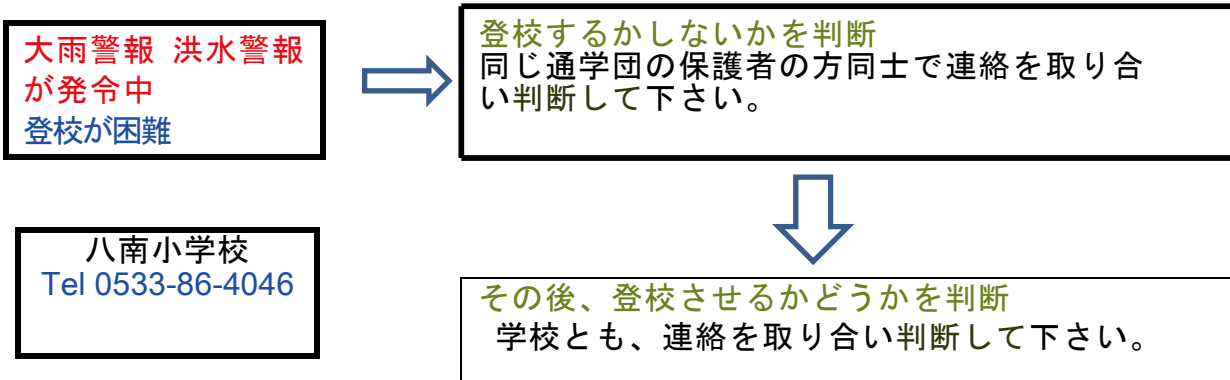 大雨警報 洪水警報
が発令中
登校が困難
登校するかしないかを判断
同じ通学団の保護者の方同士で連絡を取り合
い判断して下さい。
八南小学校
Tel 0533-86-4046
その後、登校させるかどうかを判断
学校とも、連絡を取り合い判断して下さい。